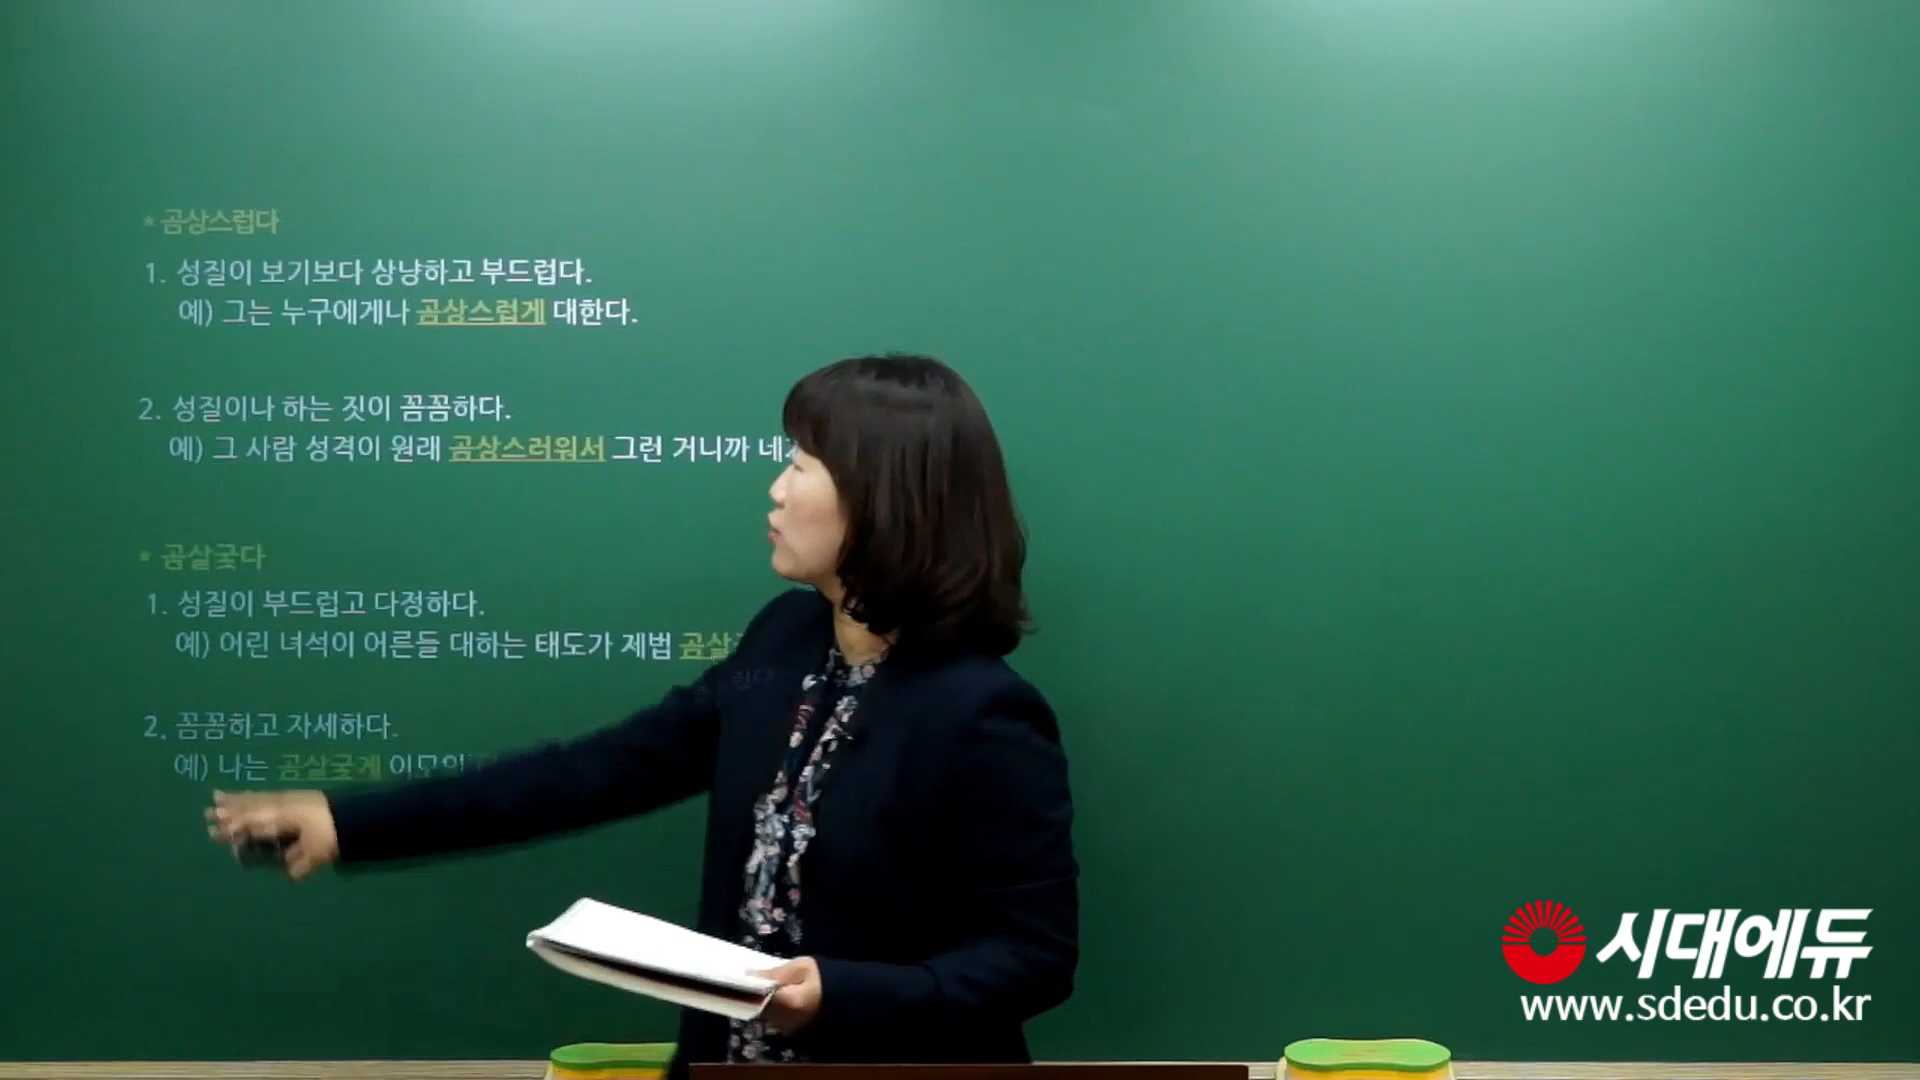 * 곰상스럽다
1. 성질이 보기보다 상냥하고 부드럽다.
예) 그는 누구에게나 곰상스럽게 대한다.
2. 성질이나 하는 짓이 꼼꼼하다.
예) 그 사람 성격이 원래 곰상스러워서 그런 거니까
* 곰살궂다
1. 성질이 부드럽고 다정하다.
예) 어린 녀석이 어른들 대하는 태도가 제법
2. 꼼꼼하고 자세하다.
예) 나는 곰살궂게
시대에듀
www.sdedu.co.kr